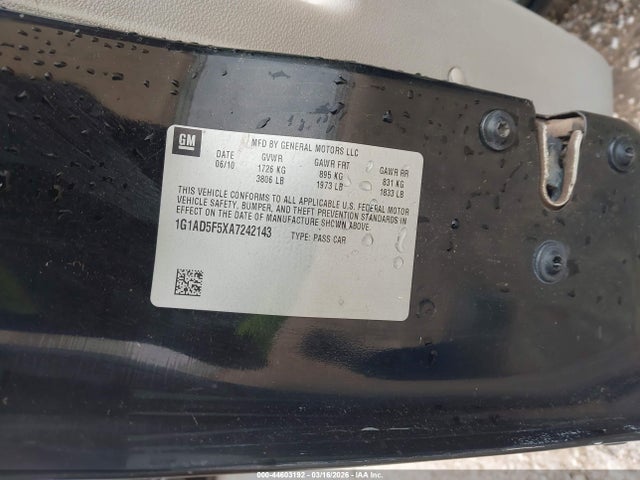 GM
MFD BY GENERAL MOTORS LLC
DATE GVWR GAWR FRT GAWR RR
06/10 1726 KG 895 KG 831 KG
3806 LB 1973 LB 1833 LB
THIS VEHICLE CONFORMS TO ALL APPLICABLE U.S. FEDERAL MOTOR
VEHICLE SAFETY, BUMPER, AND THEFT PREVENTION STANDARDS IN
EFFECT ON THE DATE OF MANUFACTURE SHOWN ABOVE.
1G1AD5F5XA7242143 TYPE: PASS CAR
000-44603192 - 03/16/2026 - IAA Inc.